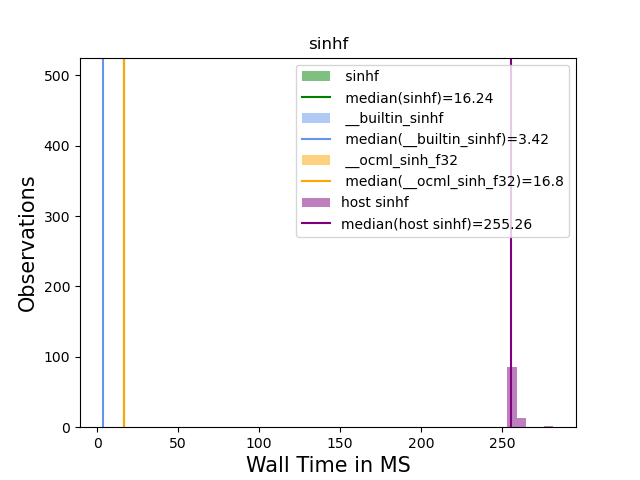 sinhf
500
400
300
200
100
0
Observations
sinhf
median(sinhf)=16.24
__builtin_sinhf
median(__builtin_sinhf)=3.42
__ocml_sinh_f32
median(__ocml_sinh_f32)=16.8
host sinhf
median(host sinhf)=255.26
0 50 100 150 200 250
Wall Time in MS